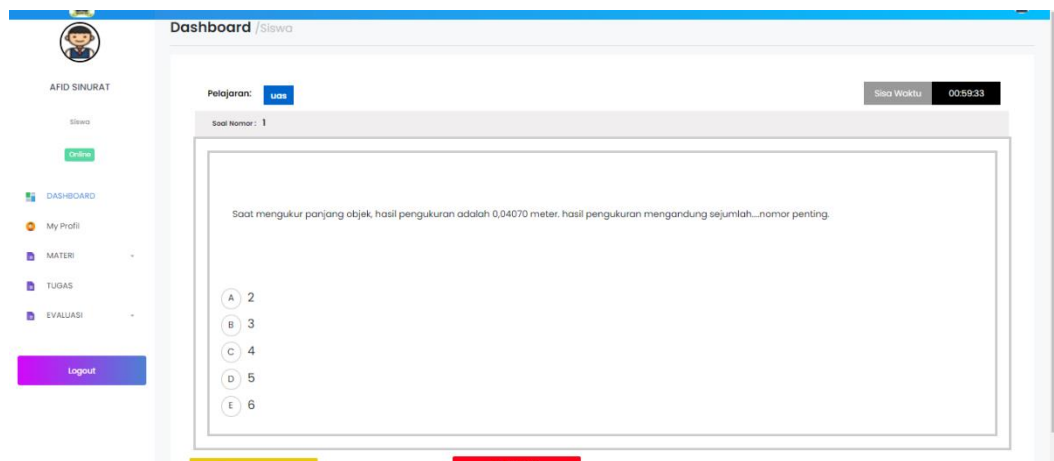 Dashboard /Siswa
AFID SINURAT
Siswa
Online
DASHBOARD
My Profil
MATERI
TUGAS
EVALUASI
Logout
Pelajaran: uas
Sisa Waktu 00:59:33
Soal Nomor : 1
Saat mengukur panjang objek, hasil pengukuran adalah 0,04070 meter. hasil pengukuran mengandung sejumlah....nomor penting.
A 2
B 3
C 4
D 5
E 6